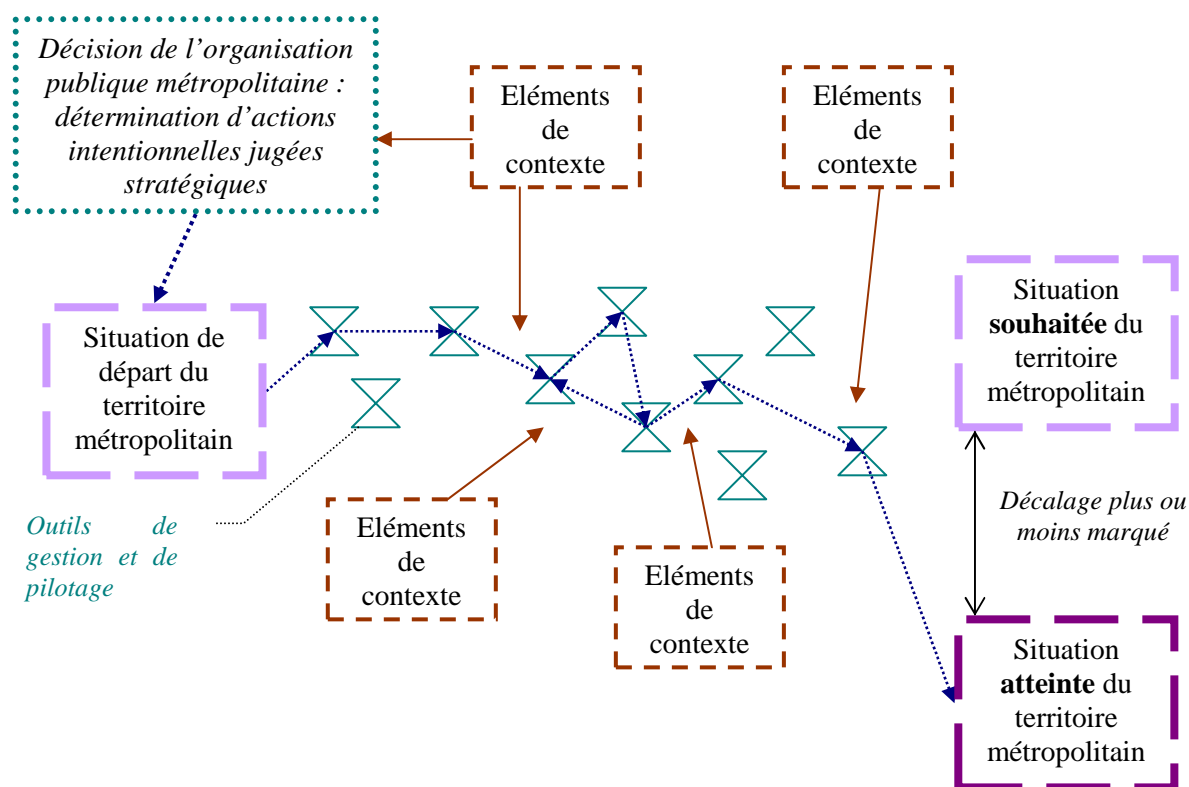 Décision de l’organisation
publique métropolitaine :
détermination d’actions
intentionnelles jugées
stratégiques
Eléments
de
contexte
Eléments
de
contexte
Situation de
départ du
territoire
métropolitain
Situation
souhaitée du
territoire
métropolitain
Outils de
gestion et de
pilotage
Eléments
de
contexte
Eléments
de
contexte
Décalage plus ou
moins marqué
Situation
atteinte du
territoire
métropolitain